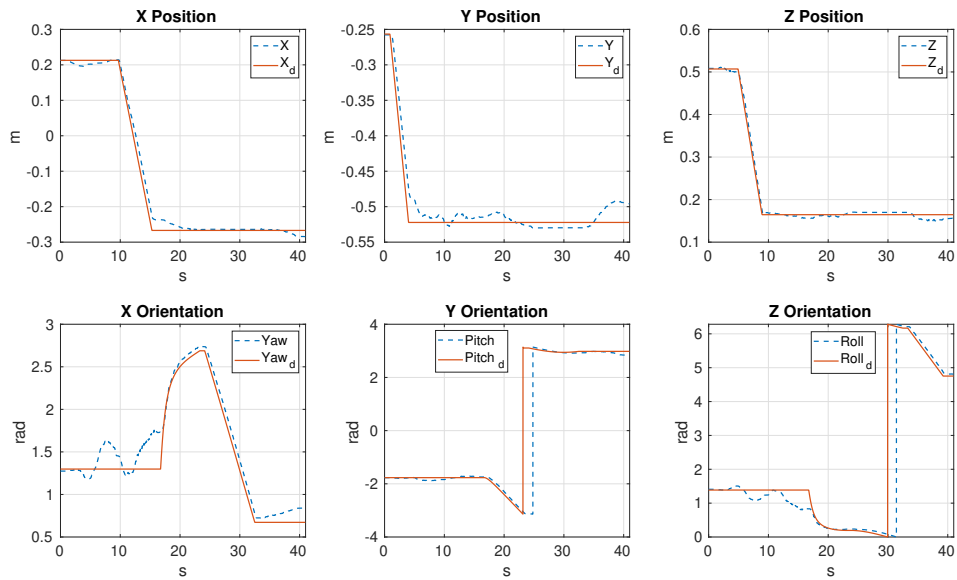 X Position
0.3
0.2
0.1
0
-0.1
-0.2
-0.3
m
0 10 20 30 40
s
X
X_d
Y Position
-0.25
-0.3
-0.35
-0.4
-0.45
-0.5
-0.55
m
0 10 20 30 40
s
Y
Y_d
Z Position
0.6
0.5
0.4
0.3
0.2
0.1
m
0 10 20 30 40
s
Z
Z_d
X Orientation
3
2.5
2
1.5
1
0.5
rad
0 10 20 30 40
s
Yaw
Yaw_d
Y Orientation
4
2
0
-2
-4
rad
0 10 20 30 40
s
Pitch
Pitch_d
Z Orientation
6
5
4
3
2
1
0
rad
0 10 20 30 40
s
Roll
Roll_d